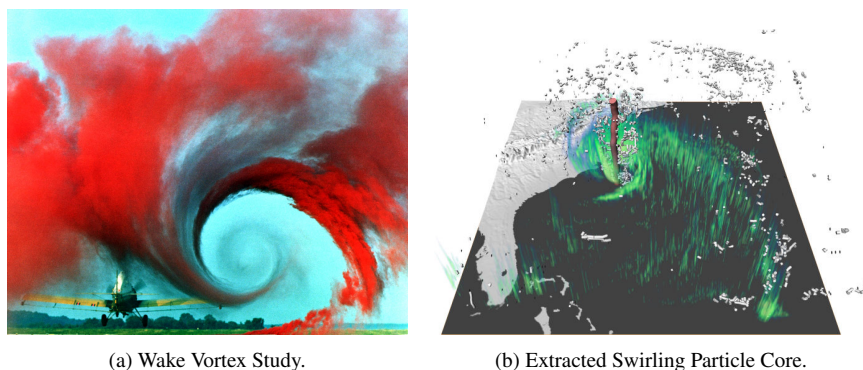 (a) Wake Vortex Study.
(b) Extracted Swirling Particle Core.